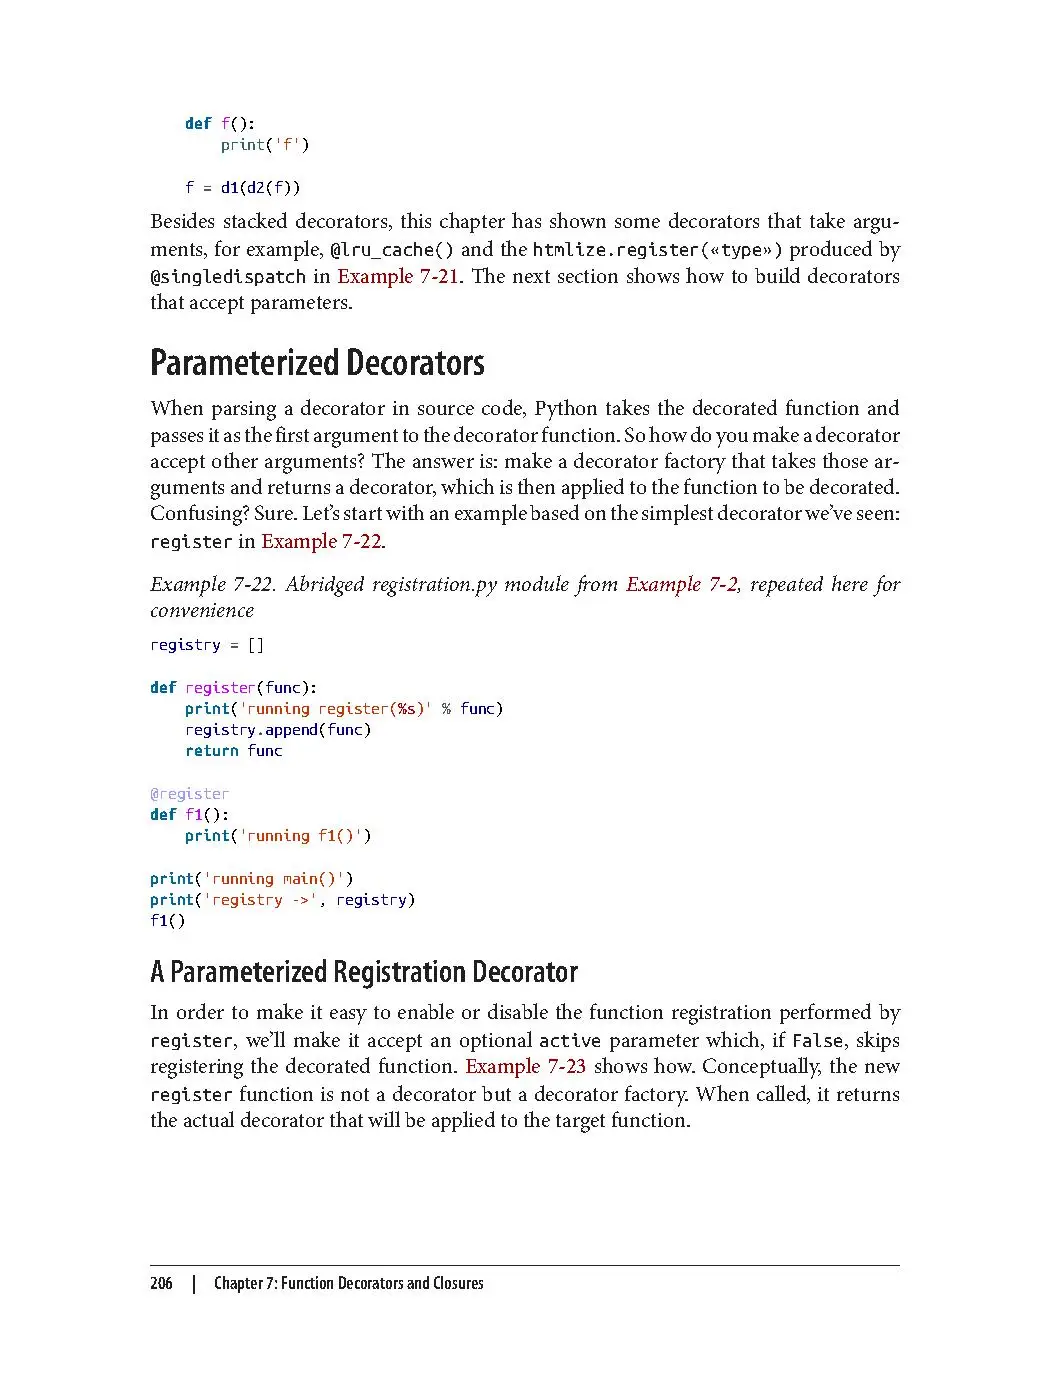 def f():
    print('f')
f = d1(d2(f))
Besides stacked decorators, this chapter has shown some decorators that take argu-
ments, for example, @lru_cache() and the htmlize.register(«type») produced by
@singledispatch in Example 7-21. The next section shows how to build decorators
that accept parameters.
Parameterized Decorators
When parsing a decorator in source code, Python takes the decorated function and
passes it as the first argument to the decorator function. So how do you make a decorator
accept other arguments? The answer is: make a decorator factory that takes those ar-
guments and returns a decorator, which is then applied to the function to be decorated.
Confusing? Sure. Let’s start with an example based on the simplest decorator we’ve seen:
register in Example 7-22.
Example 7-22. Abridged registration.py module from Example 7-2, repeated here for
convenience
registry = []
def register(func):
    print('running register(%s)' % func)
    registry.append(func)
    return func
@register
def f1():
    print('running f1()')
print('running main()')
print('registry ->', registry)
f1()
A Parameterized Registration Decorator
In order to make it easy to enable or disable the function registration performed by
register, we’ll make it accept an optional active parameter which, if False, skips
registering the decorated function. Example 7-23 shows how. Conceptually, the new
register function is not a decorator but a decorator factory. When called, it returns
the actual decorator that will be applied to the target function.
206 | Chapter 7: Function Decorators and Closures